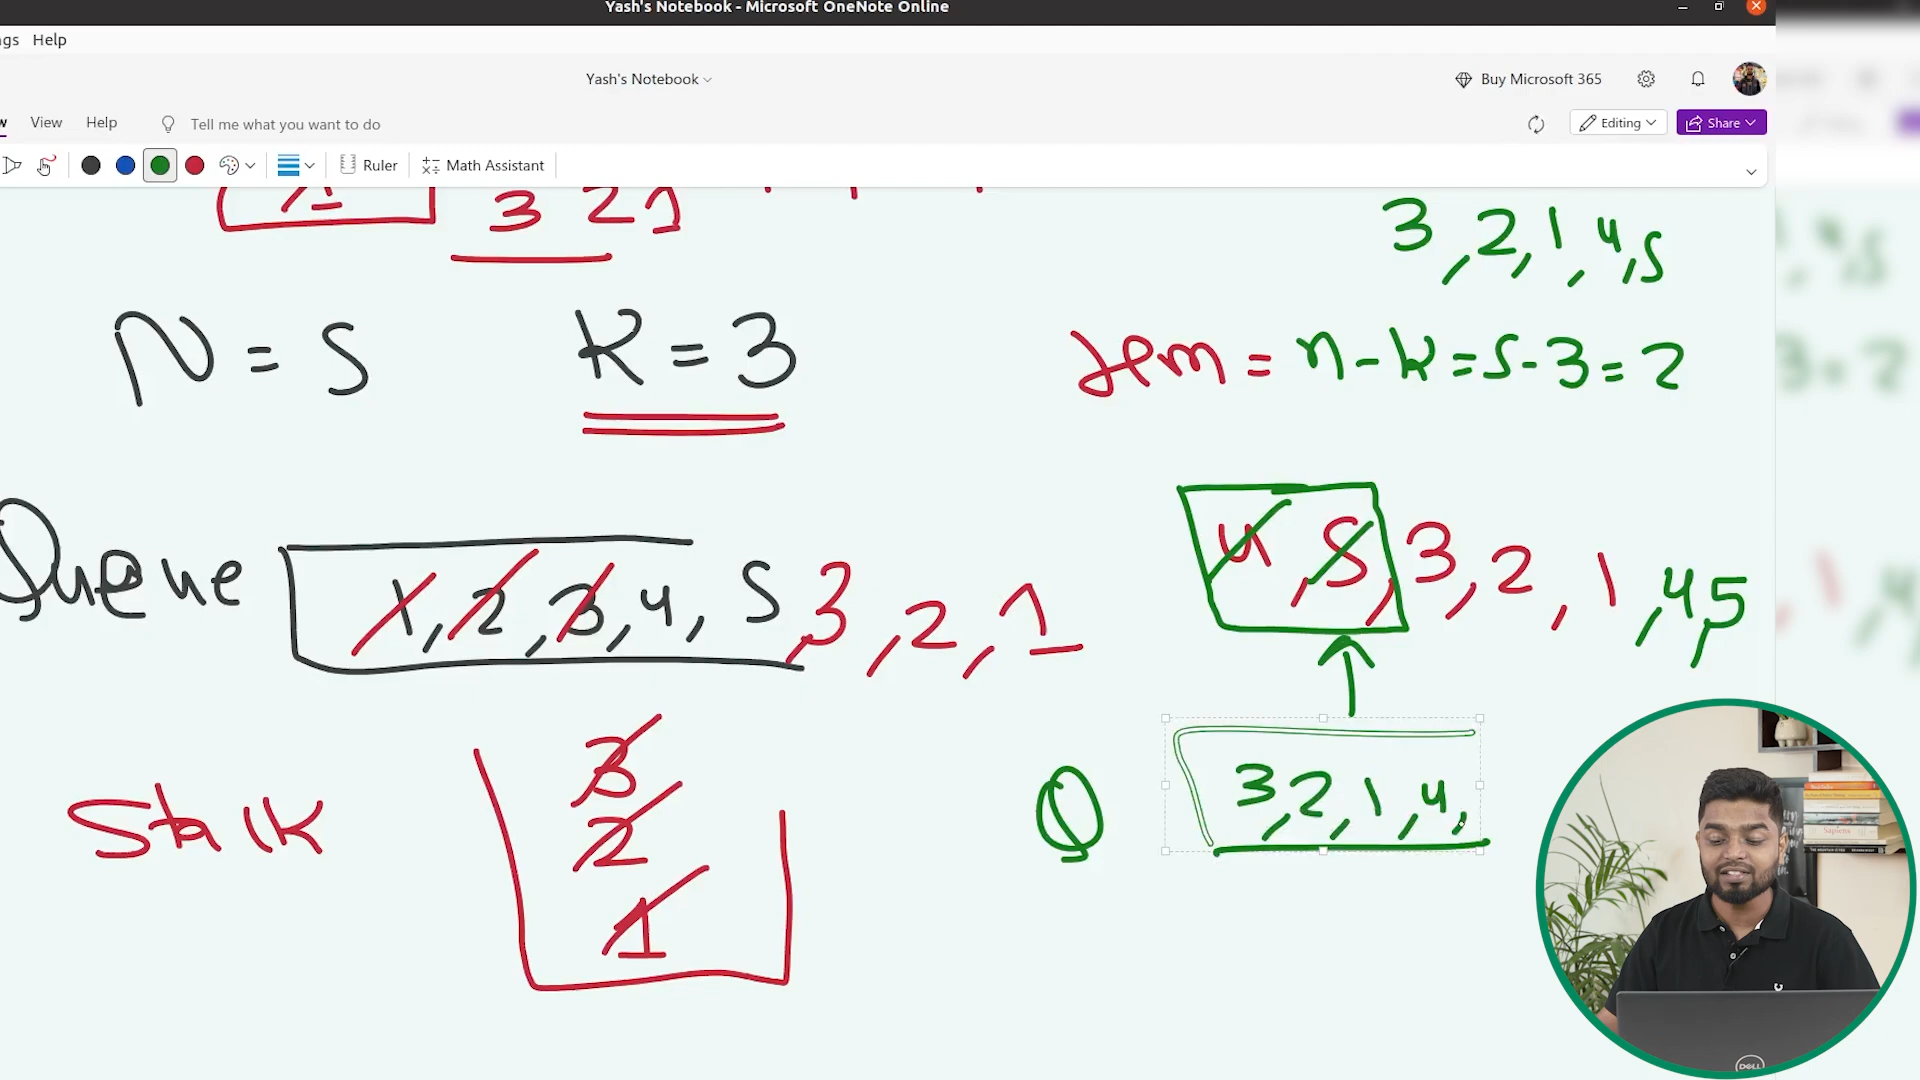 Yash's Notebook - Microsoft OneNote Online
gs Help
Yash's Notebook
Buy Microsoft 365
w View Help Tell me what you want to do
Editing Share
Ruler Math Assistant
1 3 2 1
3, 2, 1, 4, 5
N = 5 K = 3
rem = n - k = 5 - 3 = 2
Queue 1, 2, 3, 4, 5, 3, 2, 1
4, 5, 3, 2, 1, 4, 5
Stack
3
2
1
Q 3, 2, 1, 4,
DELL